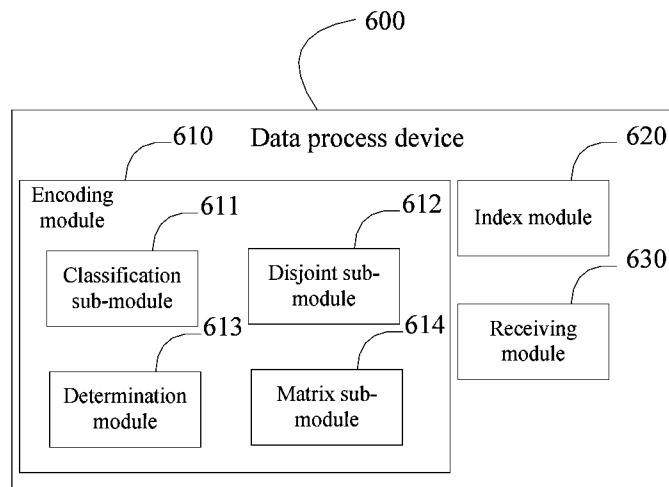 600
Data process device
610
620
Encoding
module
Index module
611
612
Classification
sub-module
Disjoint sub-
module
630
Receiving
module
613
614
Determination
module
Matrix sub-
module